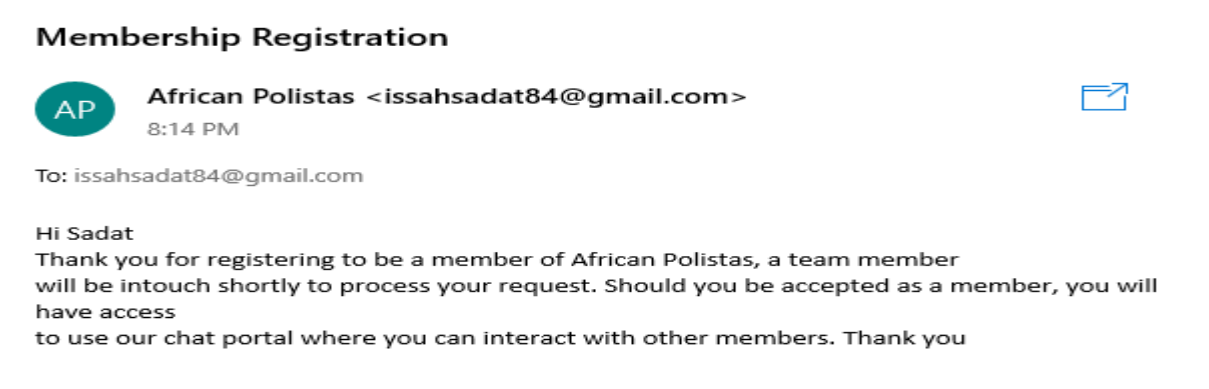 Membership Registration
AP
African Polistas <issahsadat84@gmail.com>
8:14 PM
To: issahsadat84@gmail.com
Hi Sadat
Thank you for registering to be a member of African Polistas, a team member
will be intouch shortly to process your request. Should you be accepted as a member, you will
have access
to use our chat portal where you can interact with other members. Thank you